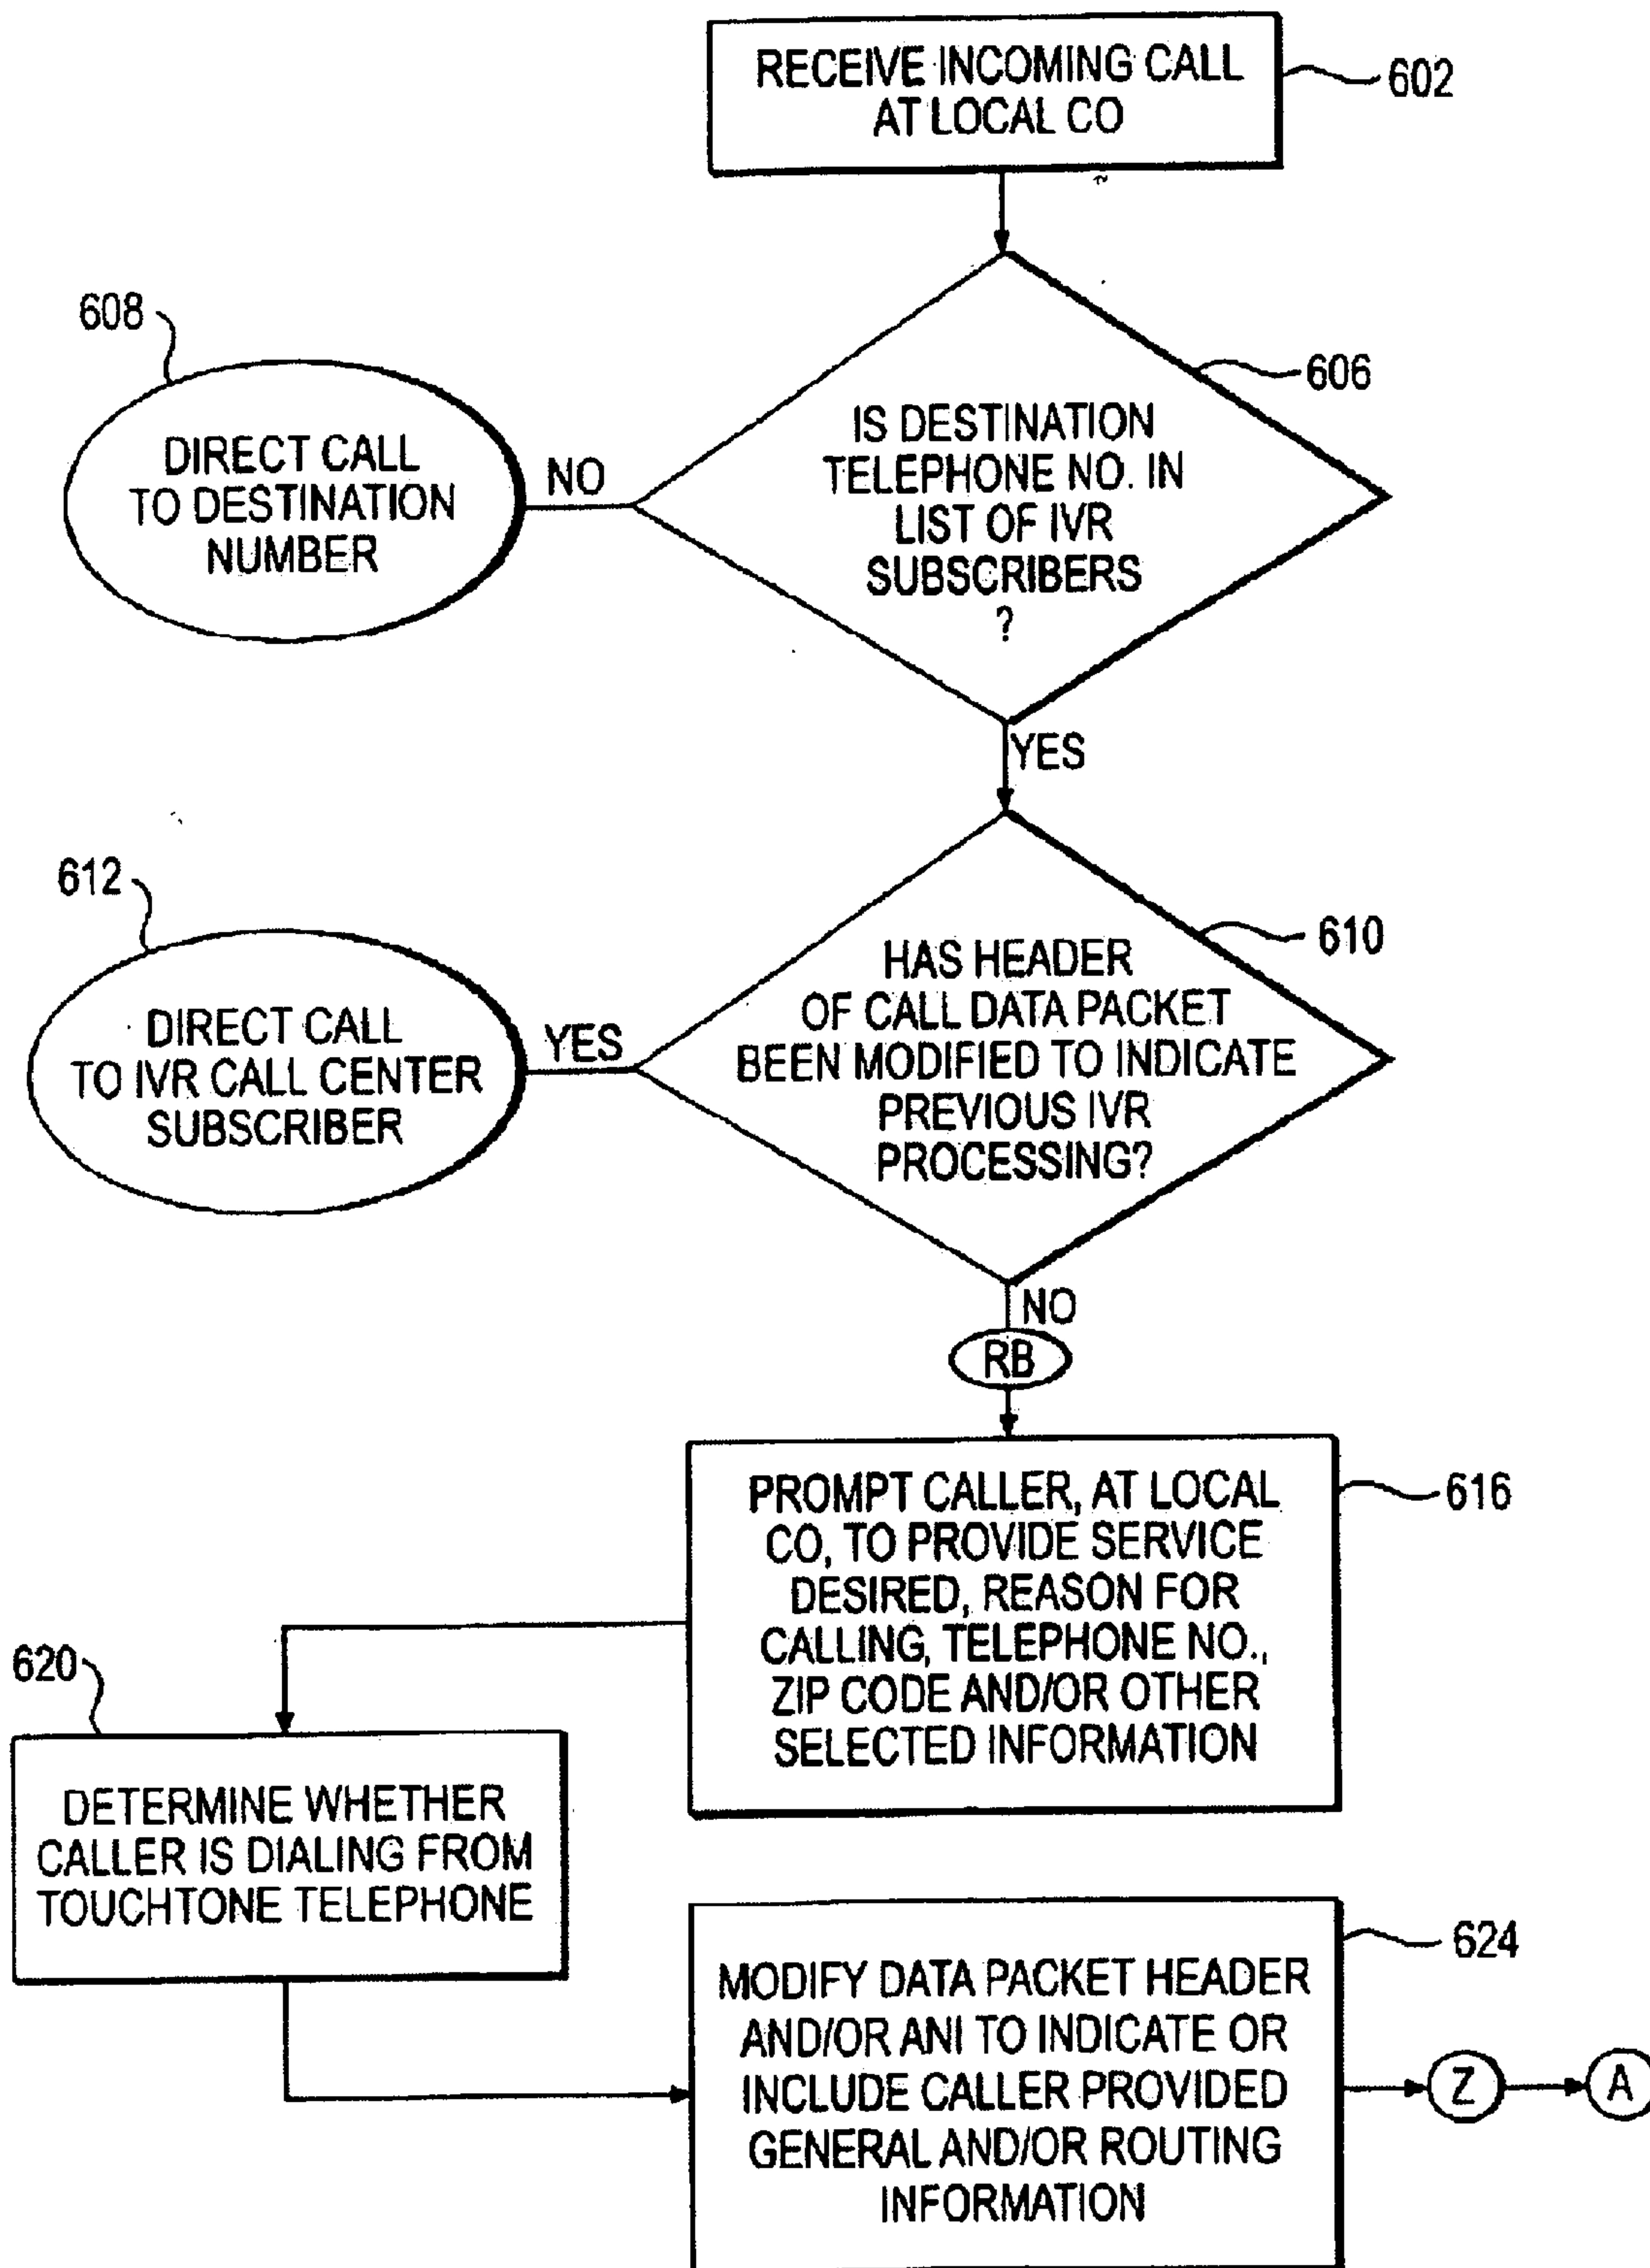 RECEIVE INCOMING CALL
AT LOCAL CO
602
608
606
DIRECT CALL
TO DESTINATION
NUMBER
NO
IS DESTINATION
TELEPHONE NO. IN
LIST OF IVR
SUBSCRIBERS
?
YES
612
610
DIRECT CALL
TO IVR CALL CENTER
SUBSCRIBER
YES
HAS HEADER
OF CALL DATA PACKET
BEEN MODIFIED TO INDICATE
PREVIOUS IVR
PROCESSING?
NO
RB
PROMPT CALLER, AT LOCAL
CO, TO PROVIDE SERVICE
DESIRED, REASON FOR
CALLING, TELEPHONE NO.,
ZIP CODE AND/OR OTHER
SELECTED INFORMATION
616
620
DETERMINE WHETHER
CALLER IS DIALING FROM
TOUCHTONE TELEPHONE
MODIFY DATA PACKET HEADER
AND/OR ANI TO INDICATE OR
INCLUDE CALLER PROVIDED
GENERAL AND/OR ROUTING
INFORMATION
624
Z
A